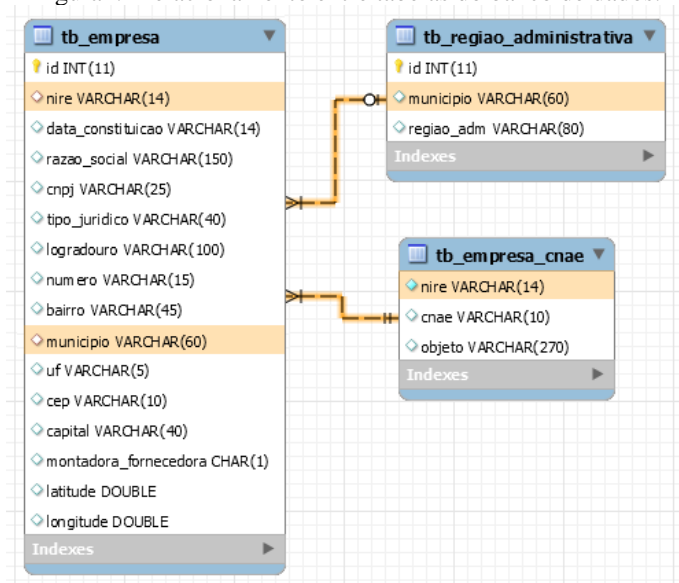 tb_empresa
id INT(11)
nire VARCHAR(14)
data_constituicao VARCHAR(14)
razao_social VARCHAR(150)
cnpj VARCHAR(25)
tipo_juridico VARCHAR(40)
logradouro VARCHAR(100)
numero VARCHAR(15)
bairro VARCHAR(45)
municipio VARCHAR(60)
uf VARCHAR(5)
cep VARCHAR(10)
capital VARCHAR(40)
montadora_fornecedora CHAR(1)
latitude DOUBLE
longitude DOUBLE
Indexes
tb_regiao_administrativa
id INT(11)
municipio VARCHAR(60)
regiao_adm VARCHAR(80)
Indexes
tb_empresa_cnae
nire VARCHAR(14)
cnae VARCHAR(10)
objeto VARCHAR(270)
Indexes